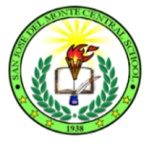 SAN JOSE DEL MONTE CENTRAL SCHOOL
1938